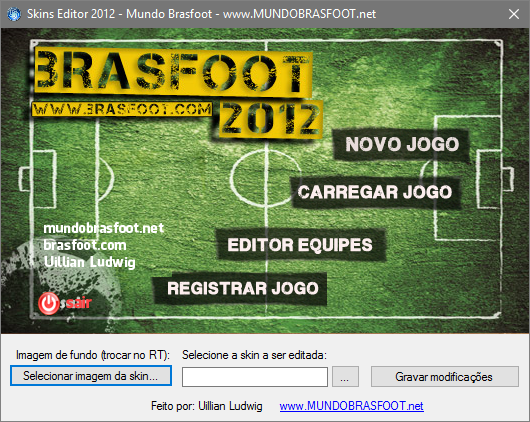 Skins Editor 2012 - Mundo Brasfoot - www.MUNDOBRASFOOT.net
BRASFOOT
WWW.BRASFOOT.COM
2012
NOVO JOGO
CARREGAR JOGO
mundobrasfoot.net
brasfoot.com
Uillian Ludwig
EDITOR EQUIPES
REGISTRAR JOGO
sair
Imagem de fundo (trocar no RT):
Selecione a skin a ser editada:
Selecionar imagem da skin...
...
Gravar modificações
Feito por: Uillian Ludwig
www.MUNDOBRASFOOT.net